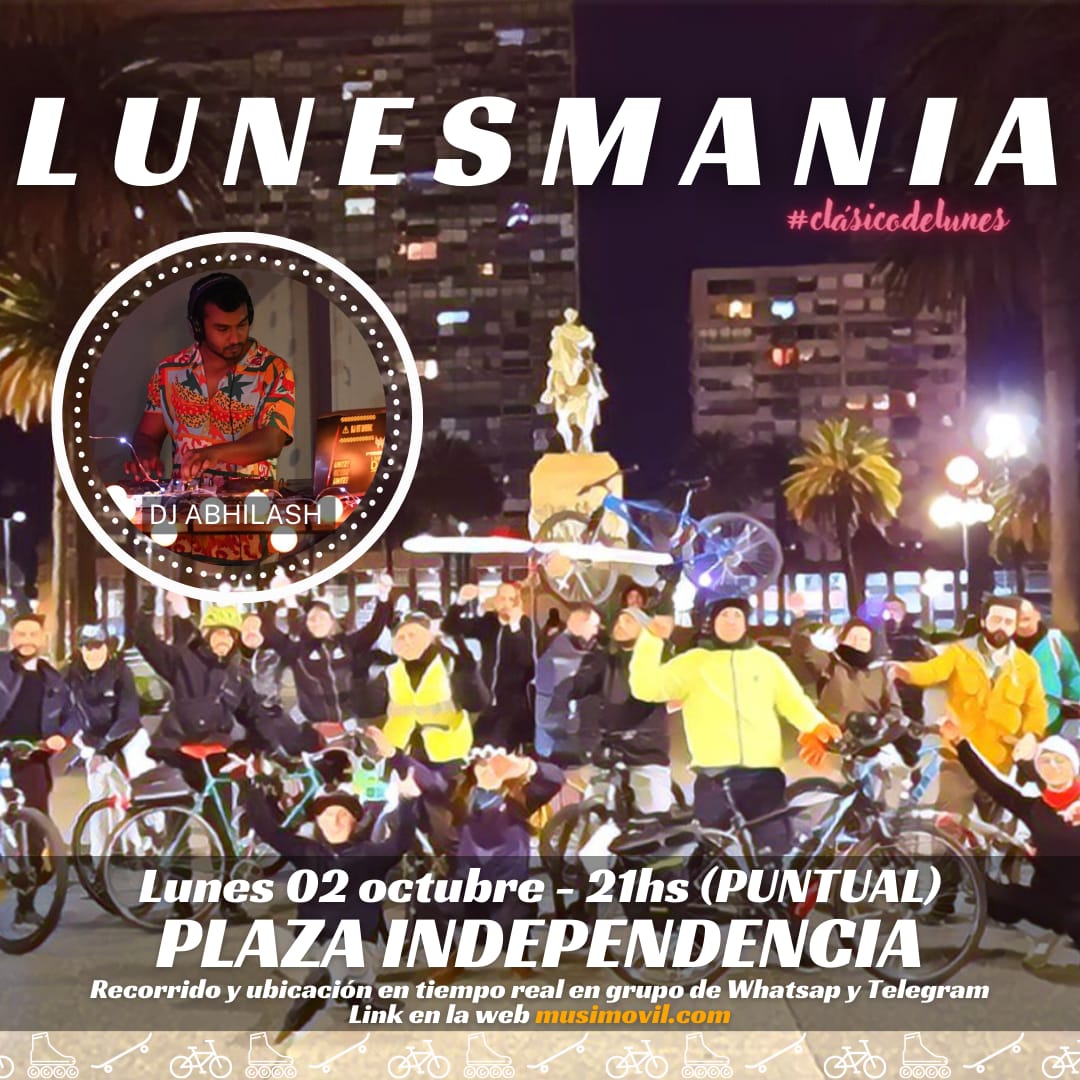 LUNESMANIA
#clásicodelunes
DJ ABHILASH
Lunes 02 octubre - 21hs (PUNTUAL)
PLAZA INDEPENDENCIA
Recorrido y ubicación en tiempo real en grupo de Whatsap y Telegram
Link en la web musimovil.com